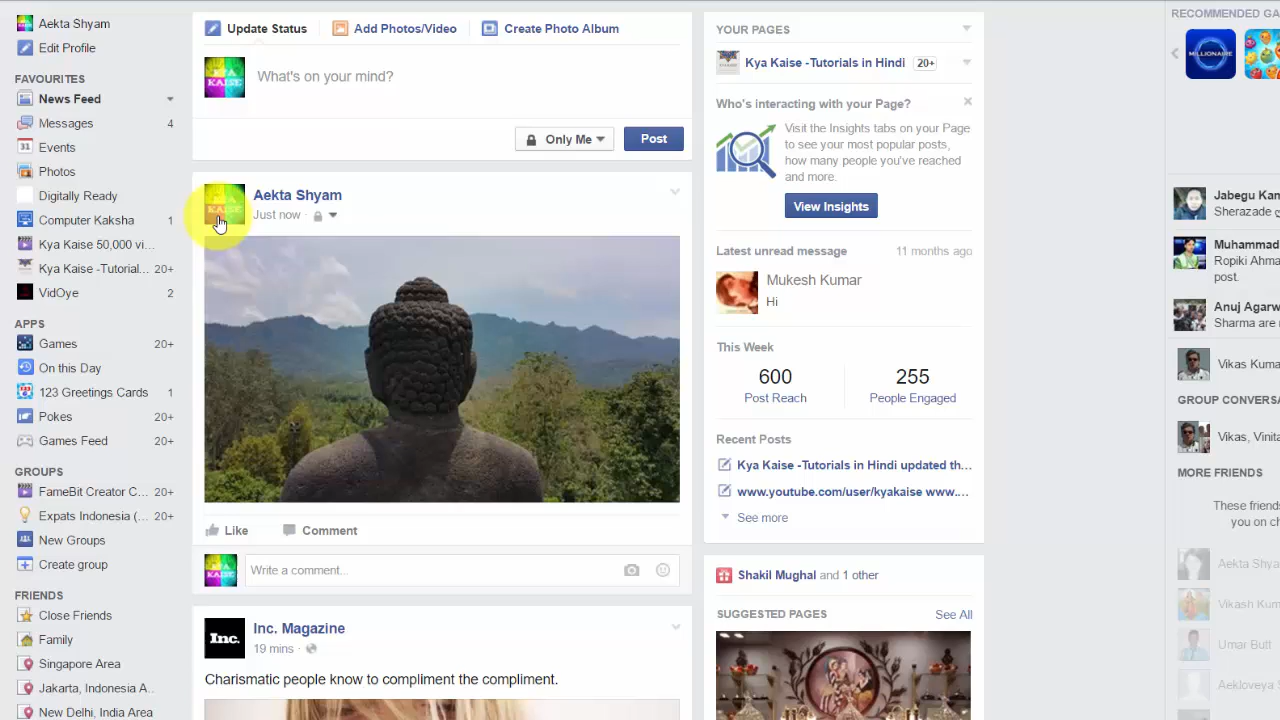 Aekta Shyam
Edit Profile
FAVOURITES
News Feed
Messages 4
Events
Photos
Digitally Ready
Computer Kiksha 1
Kya Kaise 50,000 vi...
Kya Kaise -Tutorial... 20+
VidOye 2
APPS
Games 20+
On this Day
123 Greetings Cards 1
Pokes 20+
Games Feed 20+
GROUPS
FameBit Creator C... 20+
Expats Indonesia (... 20+
New Groups
Create group
FRIENDS
Close Friends
Family
Singapore Area
Jakarta, Indonesia A..
New Delhi, India Area
Update Status Add Photos/Video Create Photo Album
What's on your mind?
Only Me Post
Aekta Shyam
Just now ·
Like Comment
Write a comment...
Inc. Inc. Magazine
19 mins ·
Charismatic people know to compliment the compliment.
YOUR PAGES
Kya Kaise -Tutorials in Hindi 20+
Who's interacting with your Page?
Visit the Insights tabs on your Page
to see your most popular posts,
how many people you've reached
and more.
View Insights
Latest unread message 11 months ago
Mukesh Kumar
Hi
This Week
600 255
Post Reach People Engaged
Recent Posts
Kya Kaise -Tutorials in Hindi updated th...
www.youtube.com/user/kyakaise www....
See more
Shakil Mughal and 1 other
SUGGESTED PAGES See All
RECOMMENDED GA
MILLIONAIRE
Jabegu Kan
Sherazade g
Muhammad
Ropiki Ahma
post.
Anuj Agarw
Sharma are
Vikas Kuma
GROUP CONVERSA
Vikas, Vinita
MORE FRIENDS
These friends
you on ch
Aekta Shya
Vikash Kum
Umar Butt
Aekloveya S